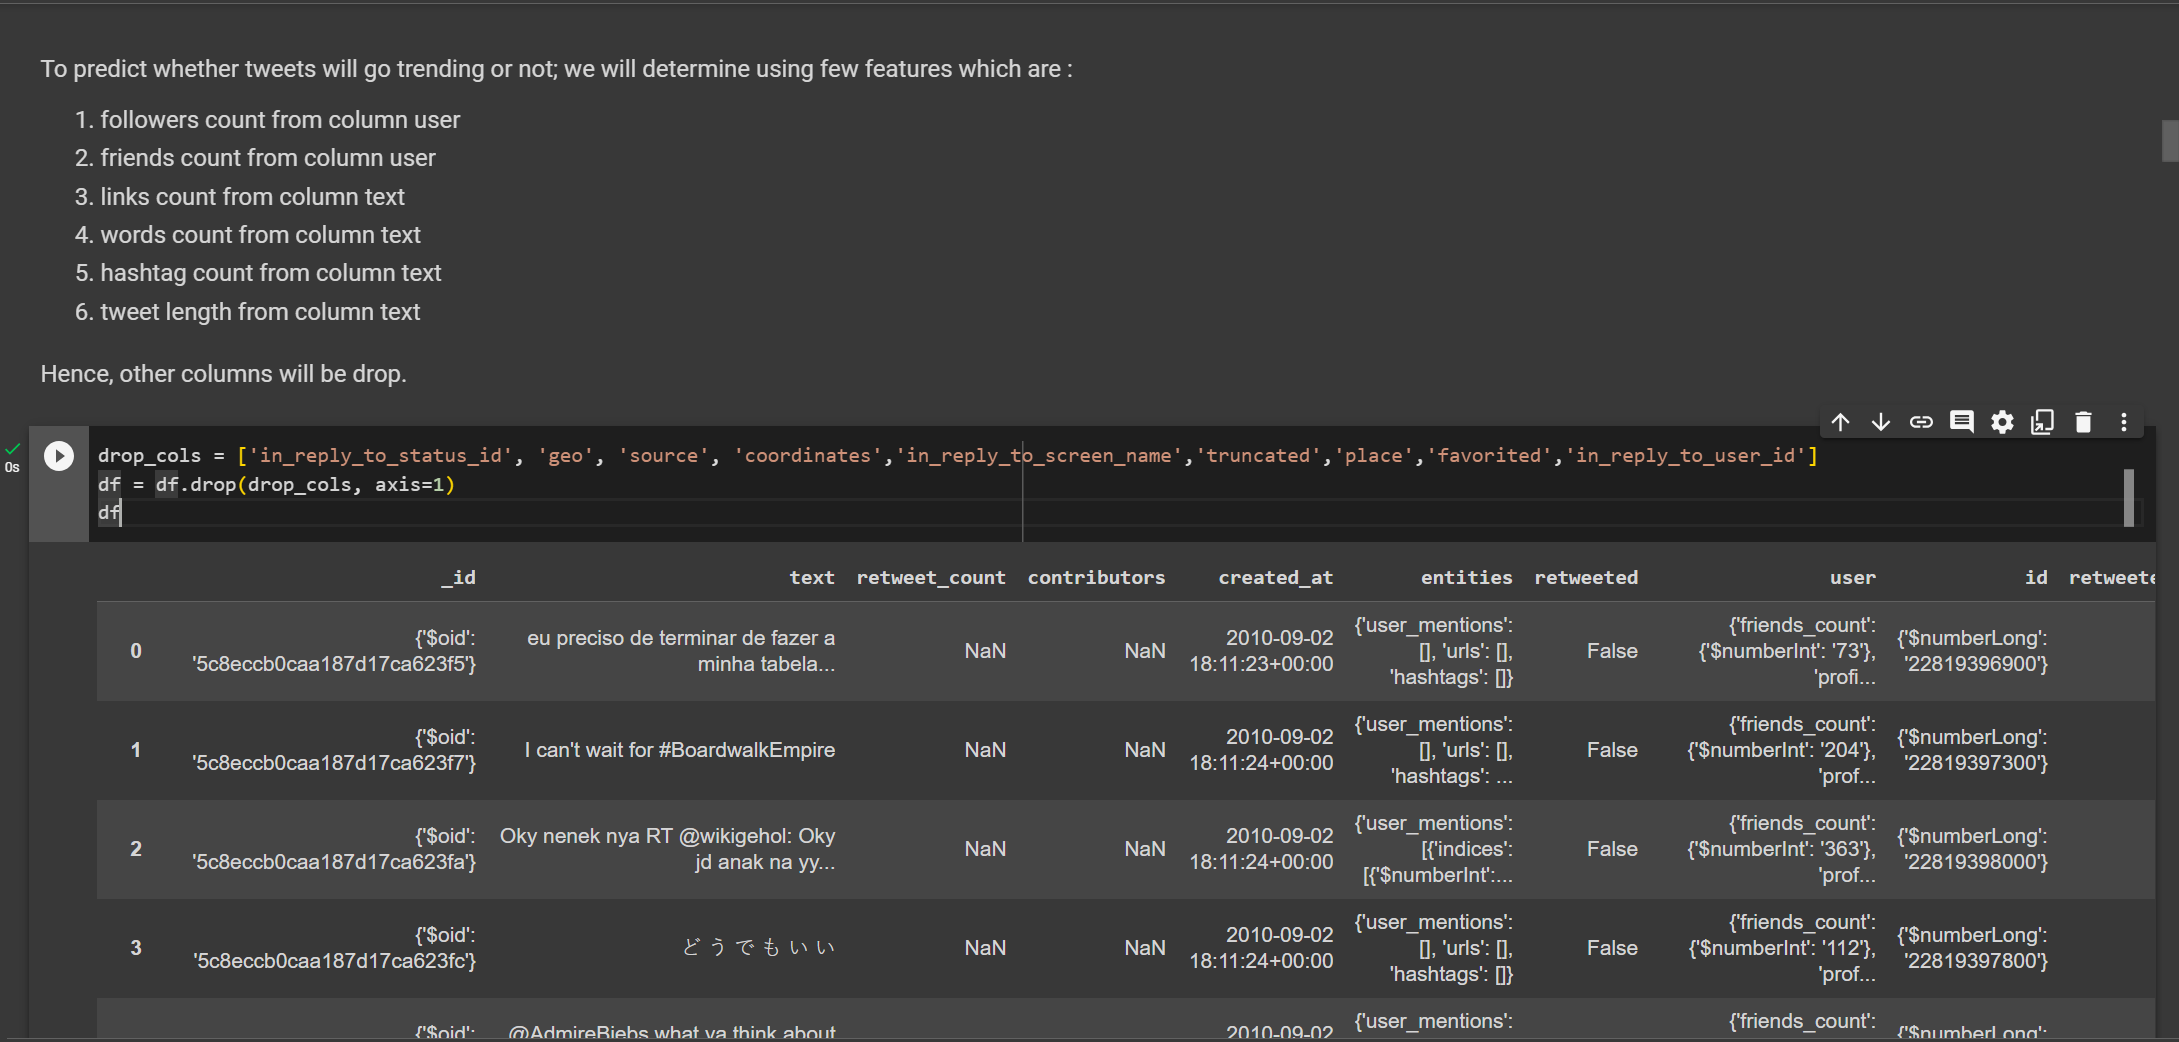 To predict whether tweets will go trending or not; we will determine using few features which are :
1. followers count from column user
2. friends count from column user
3. links count from column text
4. words count from column text
5. hashtag count from column text
6. tweet length from column text
Hence, other columns will be drop.
0s
drop_cols = ['in_reply_to_status_id', 'geo', 'source', 'coordinates','in_reply_to_screen_name','truncated','place','favorited','in_reply_to_user_id']
df = df.drop(drop_cols, axis=1)
df
_id text retweet_count contributors created_at entities retweeted user id retweete
0 {'$oid': '5c8eccb0caa187d17ca623f5'} eu preciso de terminar de fazer a minha tabela... NaN NaN 2010-09-02 18:11:23+00:00 {'user_mentions': [], 'urls': [], 'hashtags': []} False {'friends_count': {'$numberInt': '73'}, 'profi... {'$numberLong': '22819396900'}
1 {'$oid': '5c8eccb0caa187d17ca623f7'} I can't wait for #BoardwalkEmpire NaN NaN 2010-09-02 18:11:24+00:00 {'user_mentions': [], 'urls': [], 'hashtags': ... False {'friends_count': {'$numberInt': '204'}, 'prof... {'$numberLong': '22819397300'}
2 {'$oid': '5c8eccb0caa187d17ca623fa'} Oky nenek nya RT @wikigehol: Oky jd anak na yy... NaN NaN 2010-09-02 18:11:24+00:00 {'user_mentions': [{'indices': [{'$numberInt':... False {'friends_count': {'$numberInt': '363'}, 'prof... {'$numberLong': '22819398000'}
3 {'$oid': '5c8eccb0caa187d17ca623fc'} どうでもいい NaN NaN 2010-09-02 18:11:24+00:00 {'user_mentions': [], 'urls': [], 'hashtags': []} False {'friends_count': {'$numberInt': '112'}, 'prof... {'$numberLong': '22819397800'}
{'$oid': @AdmireBiebs what ya think about 2010-09-02 {'user_mentions': {'friends_count': {'$numberLong':